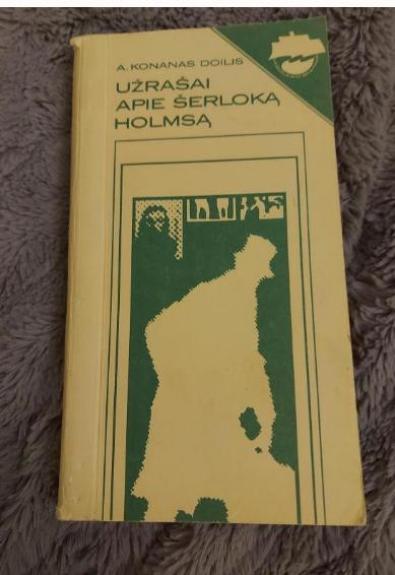 A. KONANAS DOILIS
UŽRAŠAI
APIE ŠERLOKĄ
HOLMSĄ